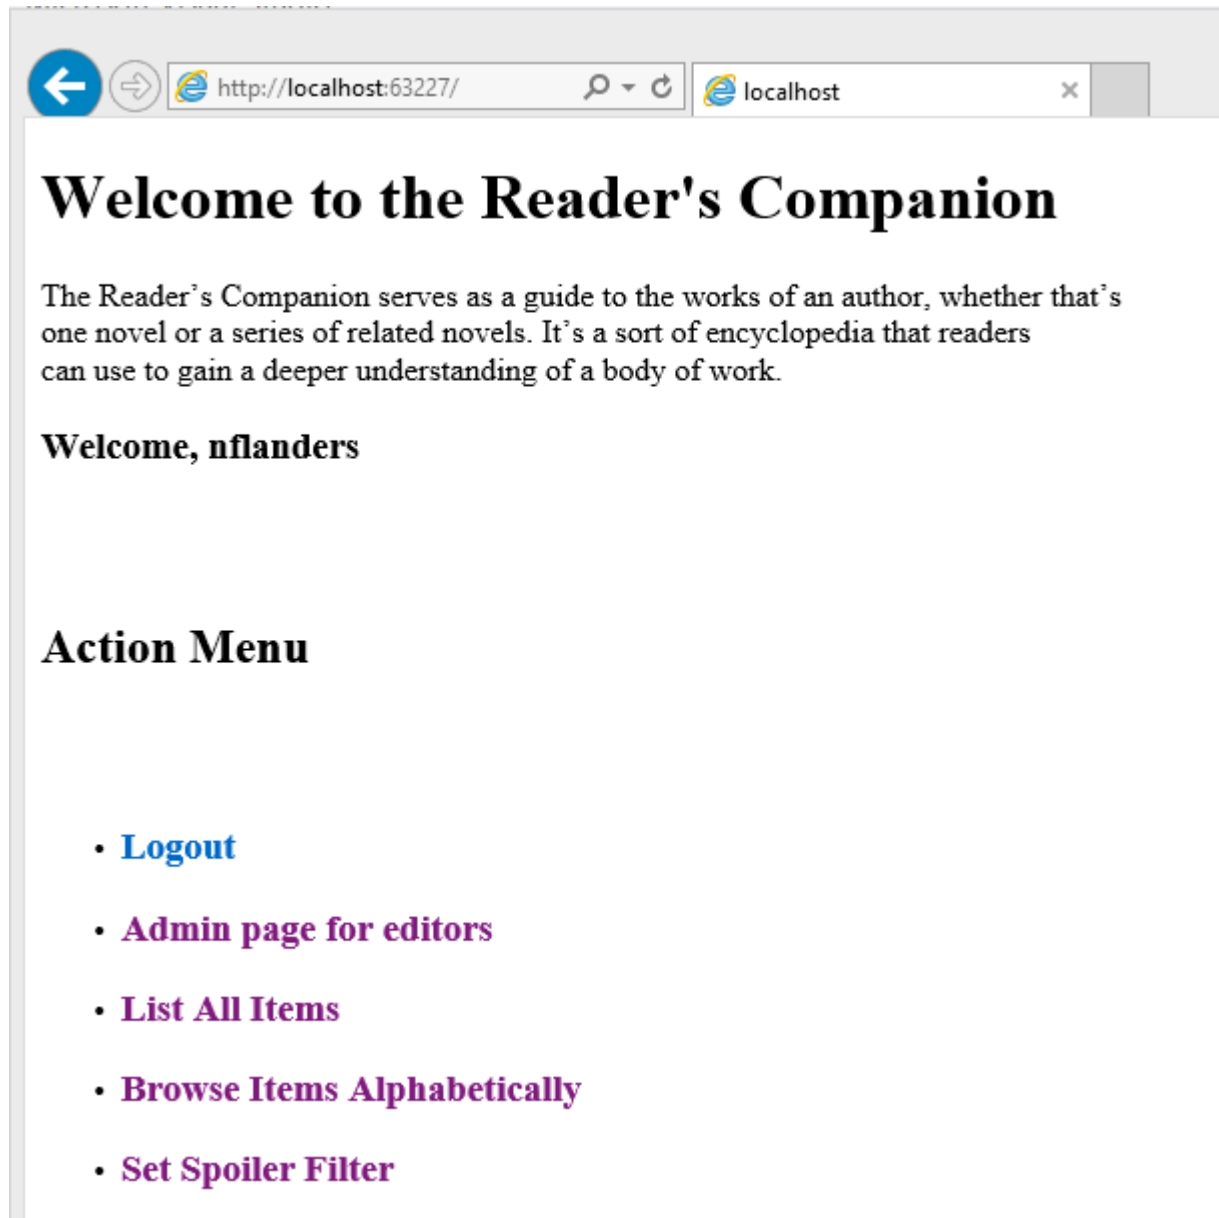 http://localhost:63227/
localhost
Welcome to the Reader's Companion
The Reader’s Companion serves as a guide to the works of an author, whether that’s
one novel or a series of related novels. It’s a sort of encyclopedia that readers
can use to gain a deeper understanding of a body of work.
Welcome, nflanders
Action Menu
• Logout
• Admin page for editors
• List All Items
• Browse Items Alphabetically
• Set Spoiler Filter